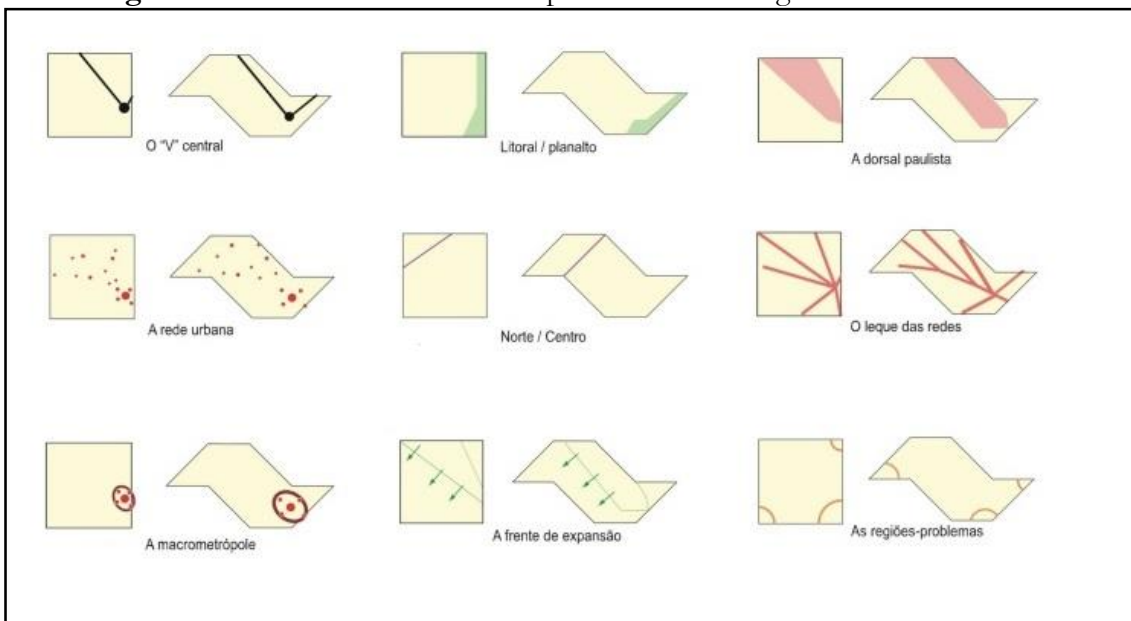 O "V" central
Litoral / planalto
A dorsal paulista
A rede urbana
Norte / Centro
O leque das redes
A macrometrópole
A frente de expansão
As regiões-problemas